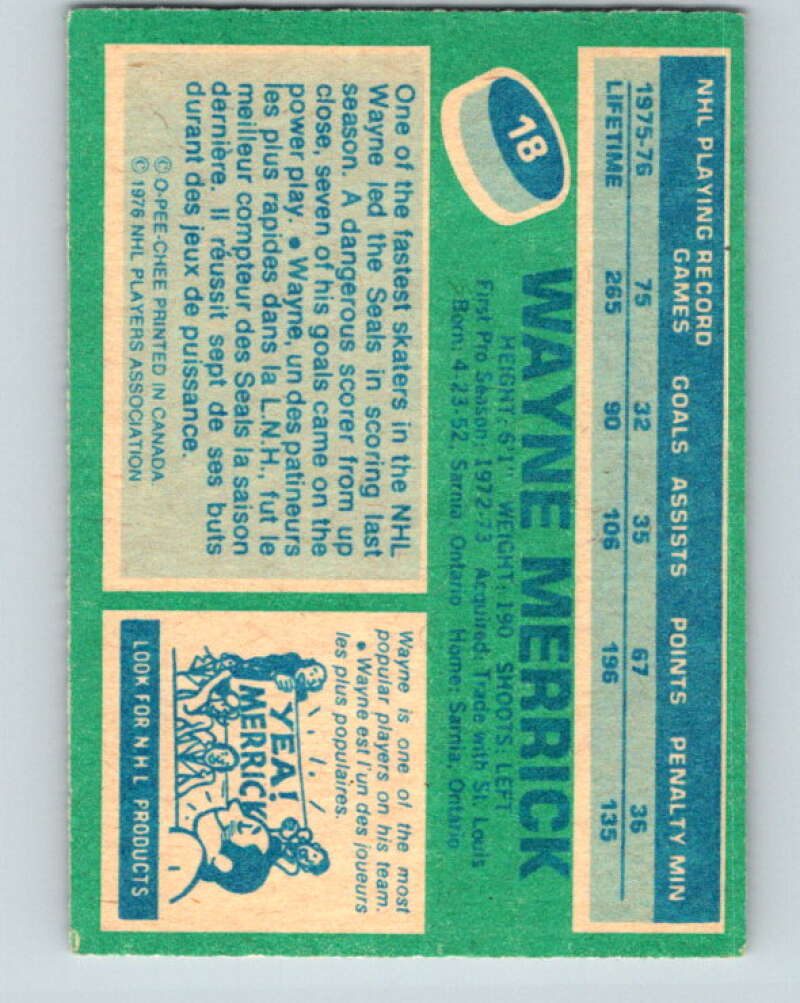 NHL PLAYING RECORD
GAMES GOALS ASSISTS POINTS PENALTY MIN
1975-76 75 32 35 67 36
LIFETIME 265 90 106 196 135
18
WAYNE MERRICK
HEIGHT: 6'1" WEIGHT: 190 SHOOTS: LEFT
First Pro Season: 1972-73 Acquired: Trade with St. Louis
Born: 4-23-52, Sarnia, Ontario Home: Sarnia, Ontario
One of the fastest skaters in the NHL
Wayne led the Seals in scoring last
season. A dangerous scorer from up
close, seven of his goals came on the
power play. • Wayne, un des patineurs
les plus rapides dans la L.N.H., fut le
meilleur compteur des Seals la saison
dernière. Il réussit sept de ses buts
durant des jeux de puissance.
© O-PEE-CHEE PRINTED IN CANADA
© 1976 NHL PLAYERS ASSOCIATION
Wayne is one of the most
popular players on his team.
• Wayne est l'un des joueurs
les plus populaires.
YEA!
MERRICK
LOOK FOR NHL PRODUCTS